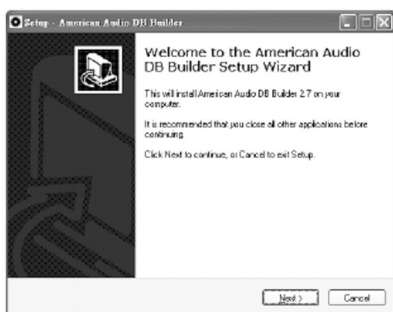 Setup - American Audio DB Builder
Welcome to the American Audio
DB Builder Setup Wizard
This will install American Audio DB Builder 2.7 on your
computer.
It is recommended that you close all other applications before
continuing.
Click Next to continue, or Cancel to exit Setup.
Next >
Cancel